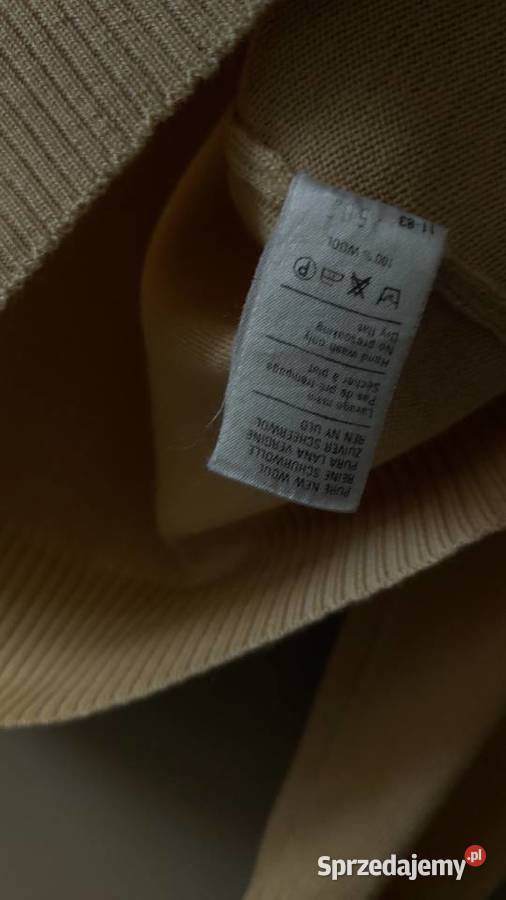 11-83
50
100 % WOOL
P
Hand wash only
No presoaking
Dry flat
Lavage main
Pas de pré trempage
Sécher à plat
PURE NEW WOOL
REINE SCHURWOLLE
PURA LANA VERGINE
ZUIVER SCHEERWOL
REN NY ULD
Sprzedajemy.pl